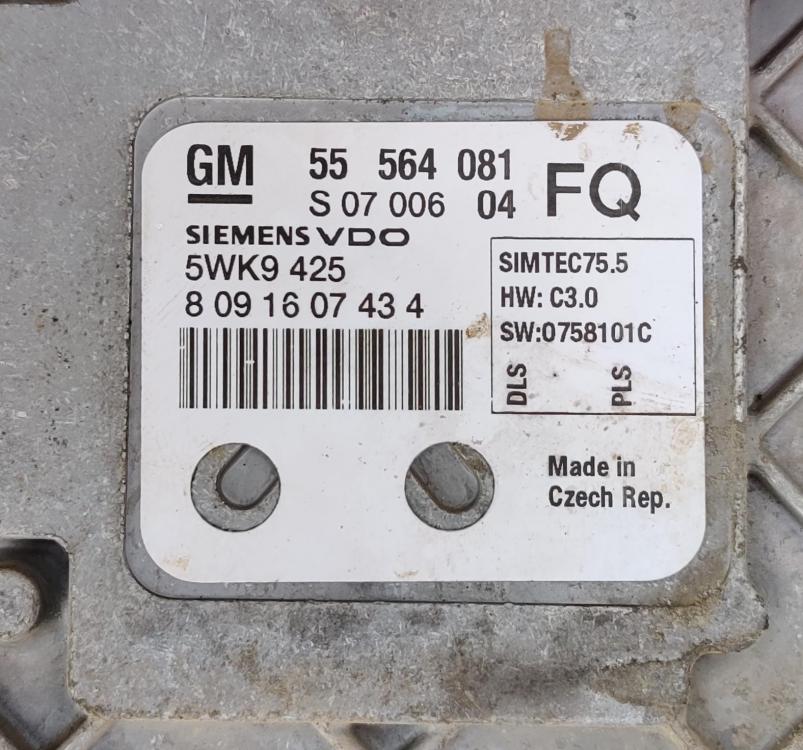 GM 55 564 081 FQ
S 07 006 04
SIEMENS VDO
5WK9 425
8 09 16 07 43 4
SIMTEC75.5
HW: C3.0
SW:0758101C
DLS PLS
Made in
Czech Rep.